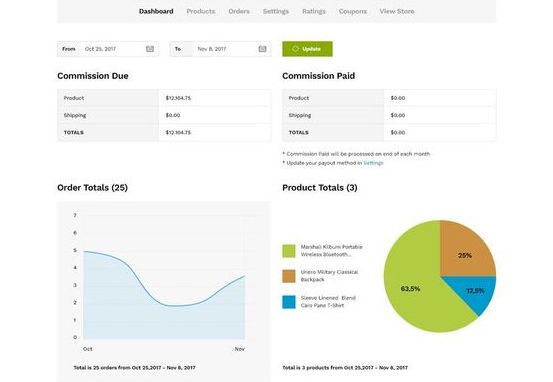 Dashboard Products Orders Settings Ratings Coupons View Store
From Oct 25, 2017 To Nov 8, 2017 Update
Commission Due
Product $12,164.75
Shipping $0.00
TOTALS $12,164.75
Commission Paid
Product $0.00
Shipping $0.00
TOTALS $0.00
* Commission Paid will be processed on end of each month
* Update your payout method in Settings
Order Totals (25)
7
6
5
4
3
2
1
0
Oct Nov
Total is 25 orders from Oct 25,2017 - Nov 8, 2017
Product Totals (3)
Marshall Kilburn Portable
Wireless Bluetooth...
Unero Military Classical
Backpack
Sleeve Linened Blend
Caro Pane T-Shirt
25%
63,5%
12,5%
Total is 3 products from Oct 25,2017 - Nov 8, 2017